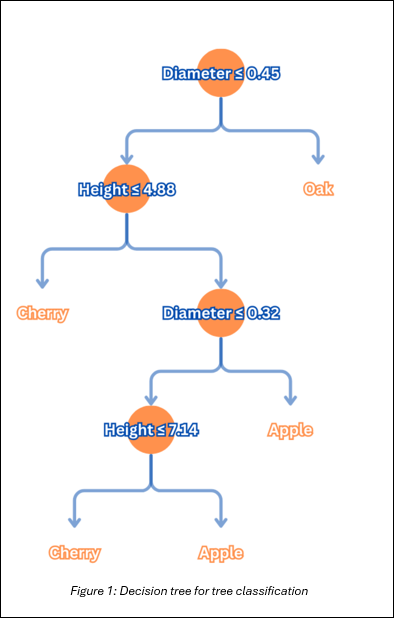 Diameter ≤ 0.45
Height ≤ 4.88
Oak
Cherry
Diameter ≤ 0.32
Height ≤ 7.14
Apple
Cherry
Apple
Figure 1: Decision tree for tree classification